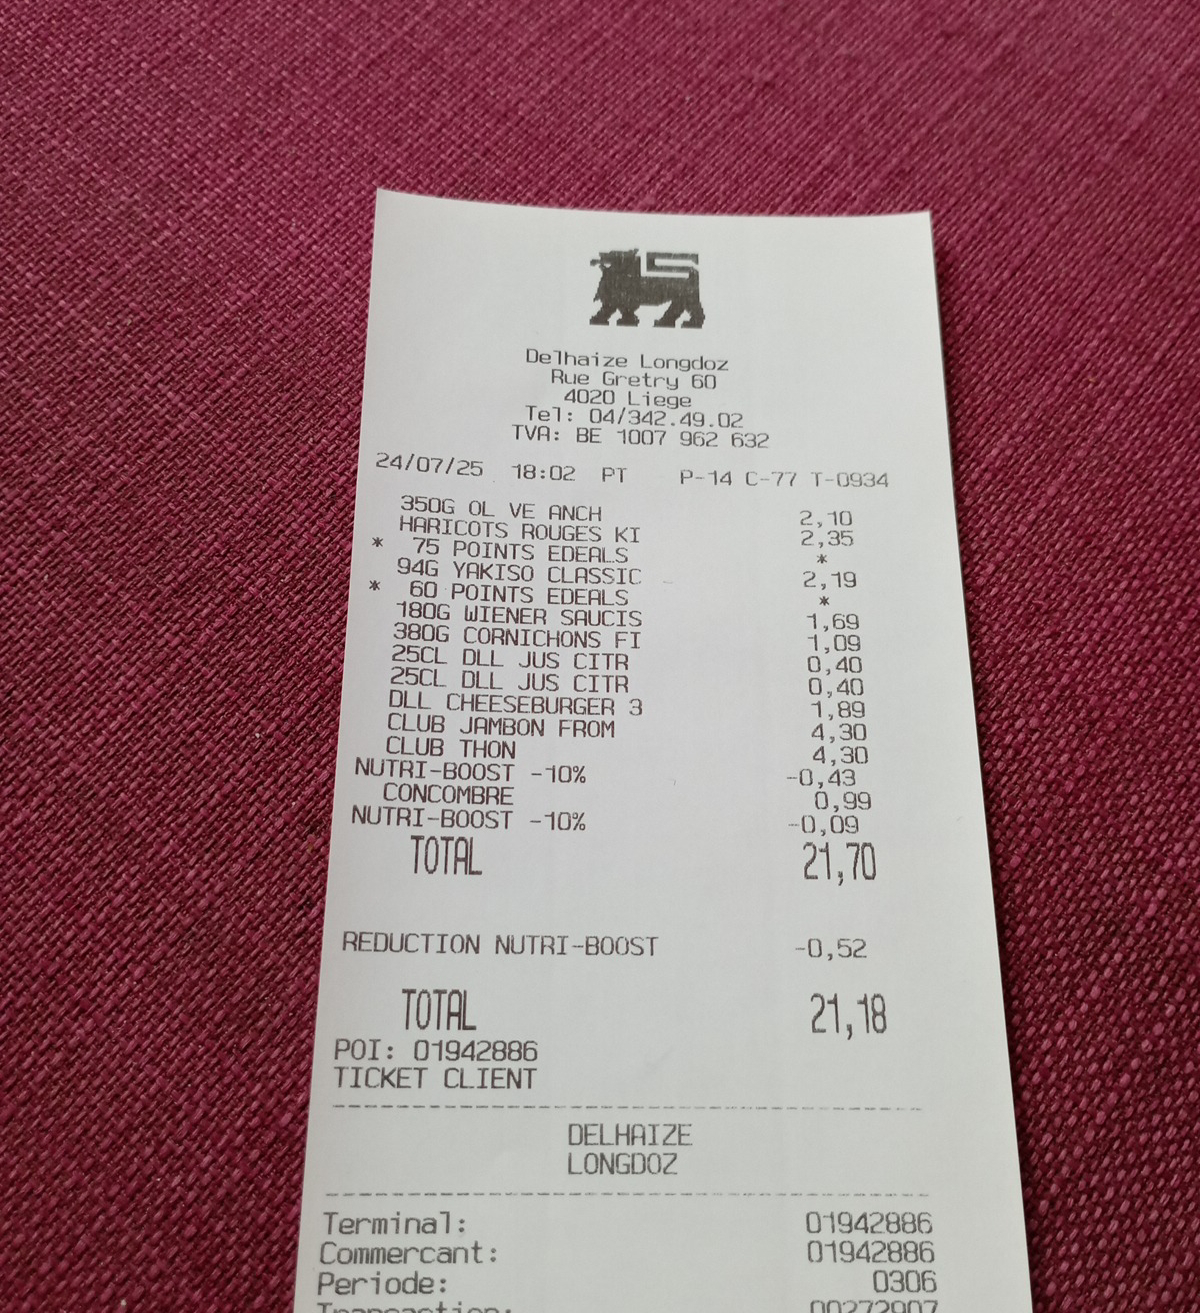 Delhaize Longdoz
Rue Gretry 60
4020 Liege
Tel: 04/342.49.02
TVA: BE 1007 962 632
24/07/25 18:02 PT P-14 C-77 T-0934
350G OL VE ANCH 2,10
HARICOTS ROUGES KI 2,35
* 75 POINTS EDEALS *
94G YAKISO CLASSIC 2,19
* 60 POINTS EDEALS *
180G WIENER SAUCIS 1,69
380G CORNICHONS FI 1,09
25CL DLL JUS CITR 0,40
25CL DLL JUS CITR 0,40
DLL CHEESEBURGER 3 1,89
CLUB JAMBON FROM 4,30
CLUB THON 4,30
NUTRI-BOOST -10% -0,43
CONCOMBRE 0,99
NUTRI-BOOST -10% -0,09
TOTAL 21,70
REDUCTION NUTRI-BOOST -0,52
TOTAL 21,18
POI: 01942886
TICKET CLIENT
DELHAIZE
LONGDOZ
Terminal: 01942886
Commercant: 01942886
Periode: 0306
Transaction: 00272907